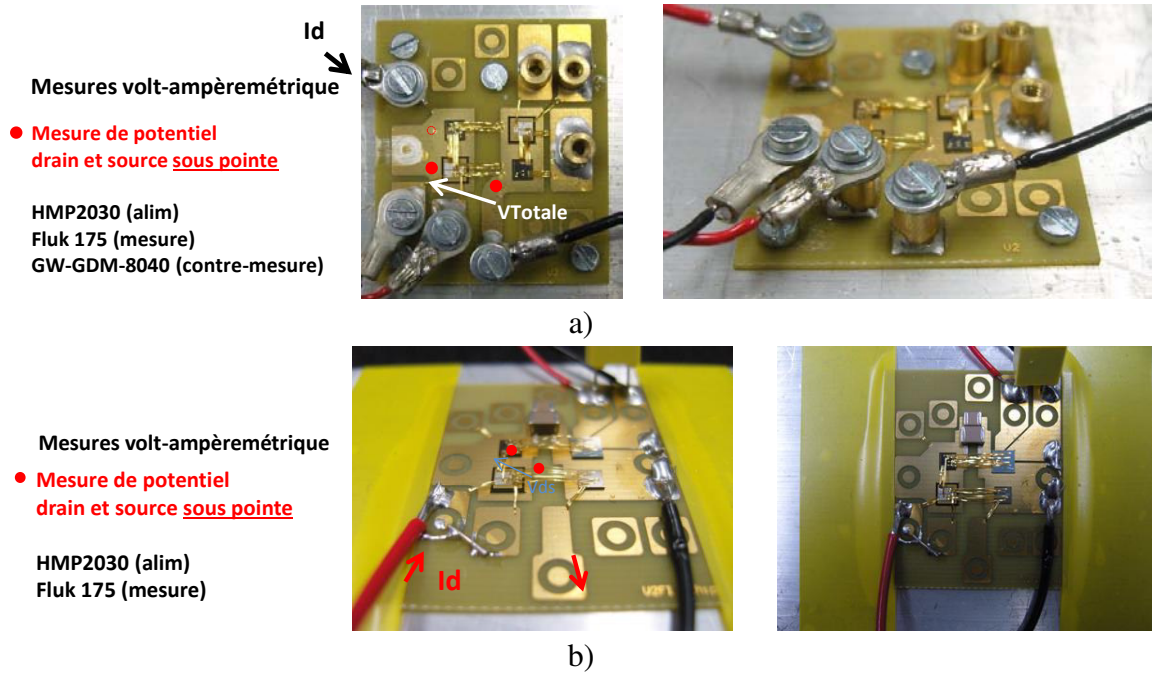 Id
Mesures volt-ampèremétrique
Mesure de potentiel
drain et source sous pointe
HMP2030 (alim)
Fluk 175 (mesure)
GW-GDM-8040 (contre-mesure)
VTotale
V2
a)
Mesures volt-ampèremétrique
Mesure de potentiel
drain et source sous pointe
HMP2030 (alim)
Fluk 175 (mesure)
Vds
Id
b)